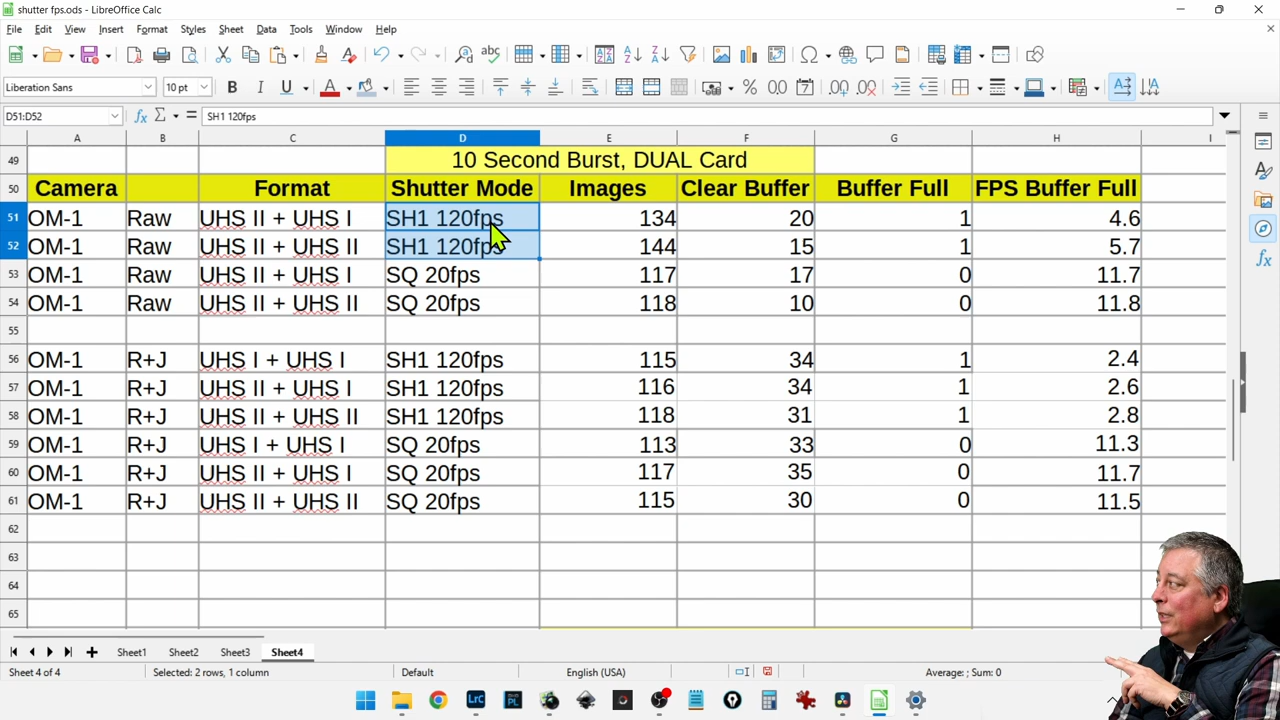 shutter fps.ods - LibreOffice Calc
File Edit View Insert Format Styles Sheet Data Tools Window Help
Liberation Sans 10 pt
D51:D52 SH1 120fps
A B C D E F G H I
49 10 Second Burst, DUAL Card
50 Camera Format Shutter Mode Images Clear Buffer Buffer Full FPS Buffer Full
51 OM-1 Raw UHS II + UHS I SH1 120fps 134 20 1 4.6
52 OM-1 Raw UHS II + UHS II SH1 120fps 144 15 1 5.7
53 OM-1 Raw UHS II + UHS I SQ 20fps 117 17 0 11.7
54 OM-1 Raw UHS II + UHS II SQ 20fps 118 10 0 11.8
55
56 OM-1 R+J UHS I + UHS I SH1 120fps 115 34 1 2.4
57 OM-1 R+J UHS II + UHS I SH1 120fps 116 34 1 2.6
58 OM-1 R+J UHS II + UHS II SH1 120fps 118 31 1 2.8
59 OM-1 R+J UHS I + UHS I SQ 20fps 113 33 0 11.3
60 OM-1 R+J UHS II + UHS I SQ 20fps 117 35 0 11.7
61 OM-1 R+J UHS II + UHS II SQ 20fps 115 30 0 11.5
62
63
64
65
Sheet1 Sheet2 Sheet3 Sheet4
Sheet 4 of 4 Selected: 2 rows, 1 column Default English (USA) Average: ; Sum: 0
LrC PL